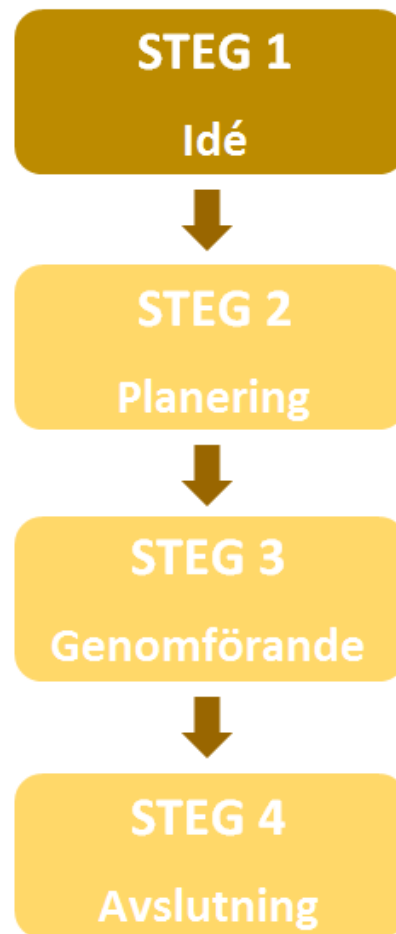 STEG 1
Idé
STEG 2
Planering
STEG 3
Genomförande
STEG 4
Avslutning